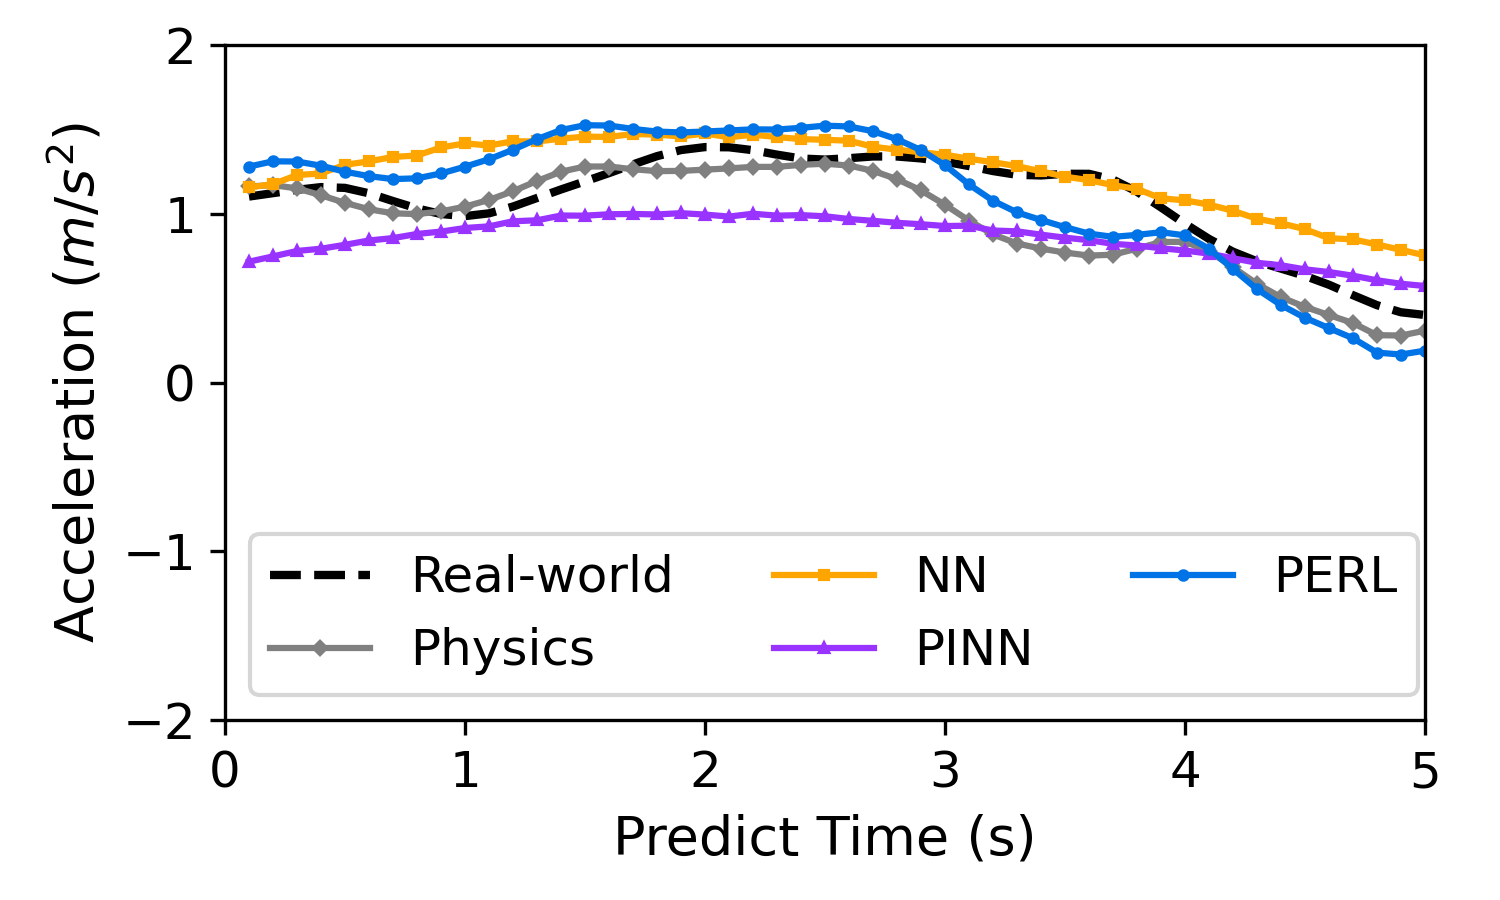 Acceleration (m/s²)
2
1
0
−1
−2
Real-world
NN
PERL
Physics
PINN
0 1 2 3 4 5
Predict Time (s)